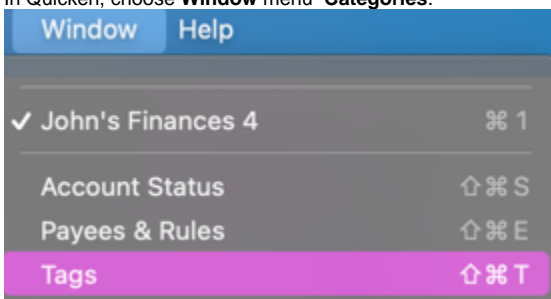 In Quicken, choose Window menu Categories.
Window Help
✓ John's Finances 4 ⌘ 1
Account Status ⇧ ⌘ S
Payees & Rules ⇧ ⌘ E
Tags ⇧ ⌘ T